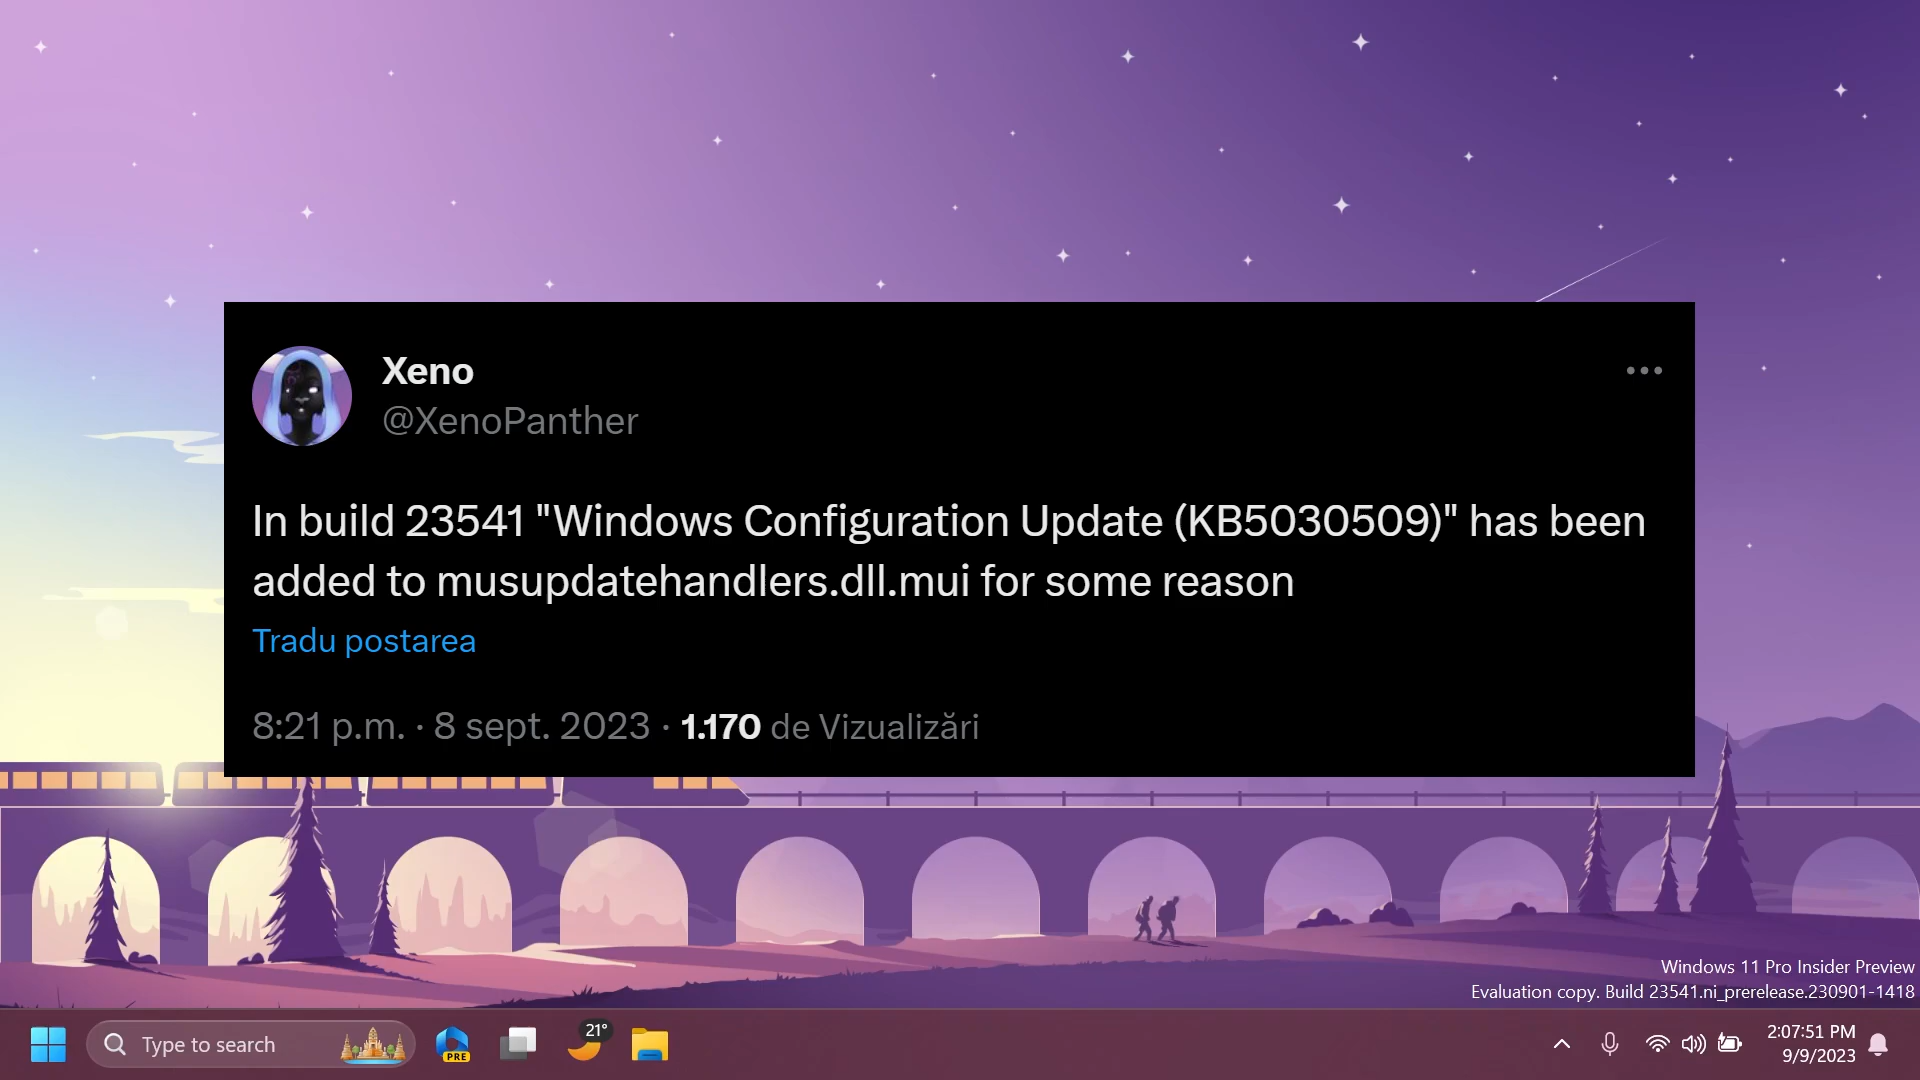 Xeno
@XenoPanther
In build 23541 "Windows Configuration Update (KB5030509)" has been
added to musupdatehandlers.dll.mui for some reason
Tradu postarea
8:21 p.m. · 8 sept. 2023 · 1.170 de Vizualizări
Windows 11 Pro Insider Preview
Evaluation copy. Build 23541.ni_prerelease.230901-1418
Type to search
PRE
21°
2:07:51 PM
9/9/2023